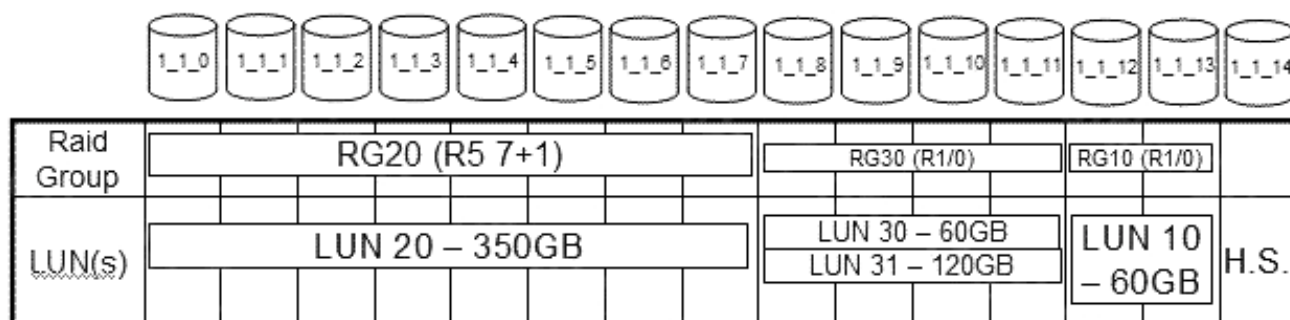 1_1_0 1_1_1 1_1_2 1_1_3 1_1_4 1_1_5 1_1_6 1_1_7 1_1_8 1_1_9 1_1_10 1_1_11 1_1_12 1_1_13 1_1_14
Raid
Group
RG20 (R5 7+1)
RG30 (R1/0)
RG10 (R1/0)
LUN(s)
LUN 20 – 350GB
LUN 30 – 60GB
LUN 31 – 120GB
LUN 10
– 60GB
H.S.